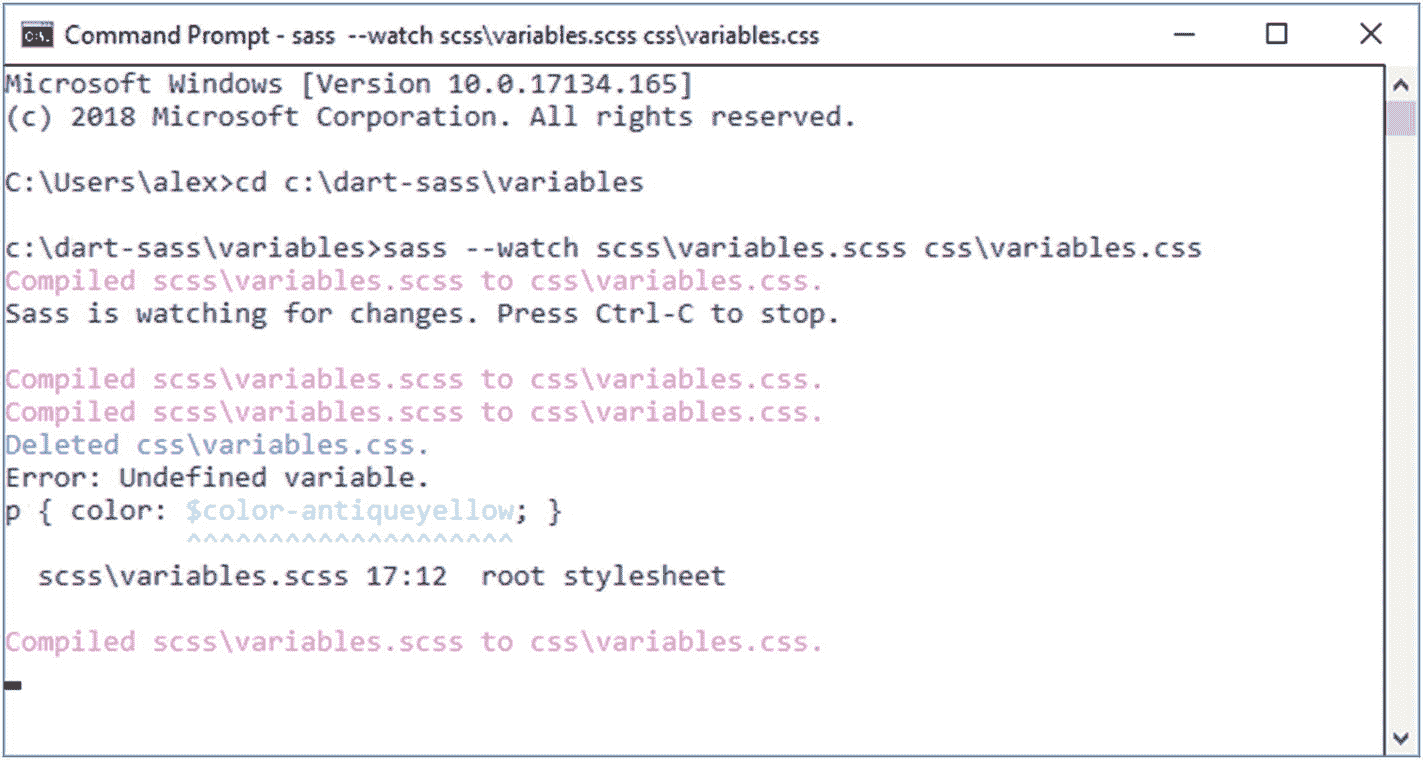 Command Prompt - sass  --watch scss\variables.scss css\variables.css
Microsoft Windows [Version 10.0.17134.165]
(c) 2018 Microsoft Corporation. All rights reserved.
C:\Users\alex>cd c:\dart-sass\variables
c:\dart-sass\variables>sass --watch scss\variables.scss css\variables.css
Compiled scss\variables.scss to css\variables.css.
Sass is watching for changes. Press Ctrl-C to stop.
Compiled scss\variables.scss to css\variables.css.
Compiled scss\variables.scss to css\variables.css.
Deleted css\variables.css.
Error: Undefined variable.
p { color: $color-antiqueyellow; }
^^^^^^^^^^^^^^^^^^^^
scss\variables.scss 17:12  root stylesheet
Compiled scss\variables.scss to css\variables.css.